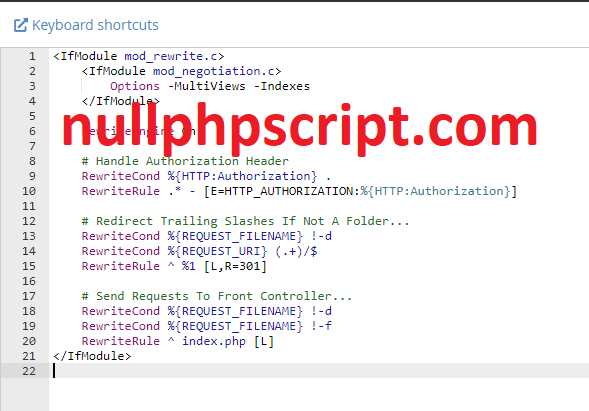 Keyboard shortcuts
1 <IfModule mod_rewrite.c>
2     <IfModule mod_negotiation.c>
3         Options -MultiViews -Indexes
4     </IfModule>
5
nullphpscript.com
6     RewriteEngine On
7
8     # Handle Authorization Header
9     RewriteCond %{HTTP:Authorization} .
10     RewriteRule .* - [E=HTTP_AUTHORIZATION:%{HTTP:Authorization}]
11
12     # Redirect Trailing Slashes If Not A Folder...
13     RewriteCond %{REQUEST_FILENAME} !-d
14     RewriteCond %{REQUEST_URI} (.+)/$
15     RewriteRule ^ %1 [L,R=301]
16
17     # Send Requests To Front Controller...
18     RewriteCond %{REQUEST_FILENAME} !-d
19     RewriteCond %{REQUEST_FILENAME} !-f
20     RewriteRule ^ index.php [L]
21 </IfModule>
22